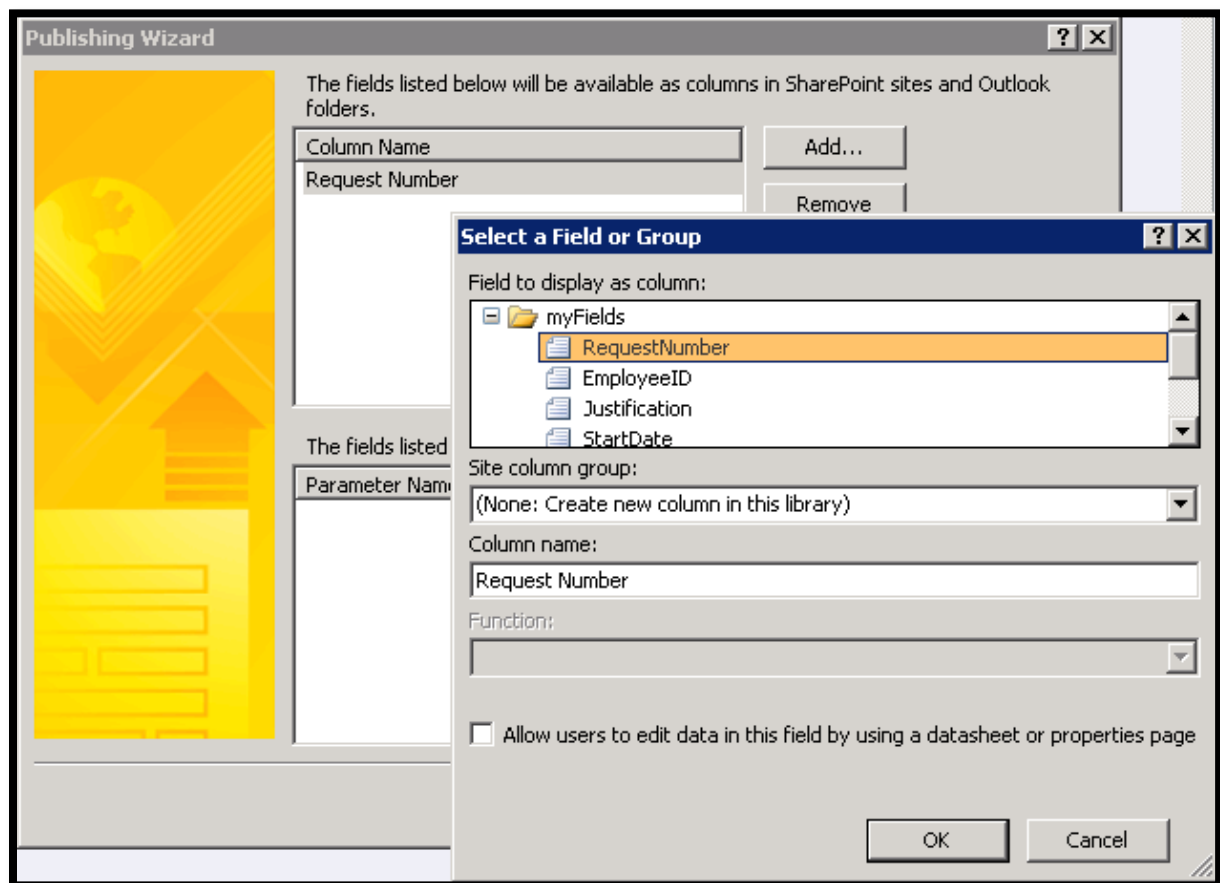 Publishing Wizard
The fields listed below will be available as columns in SharePoint sites and Outlook
folders.
Column Name
Add...
Request Number
Remove
Select a Field or Group
Field to display as column:
myFields
RequestNumber
EmployeeID
Justification
StartDate
The fields listed
Site column group:
Parameter Nam
(None: Create new column in this library)
Column name:
Request Number
Function:
Allow users to edit data in this field by using a datasheet or properties page
OK
Cancel